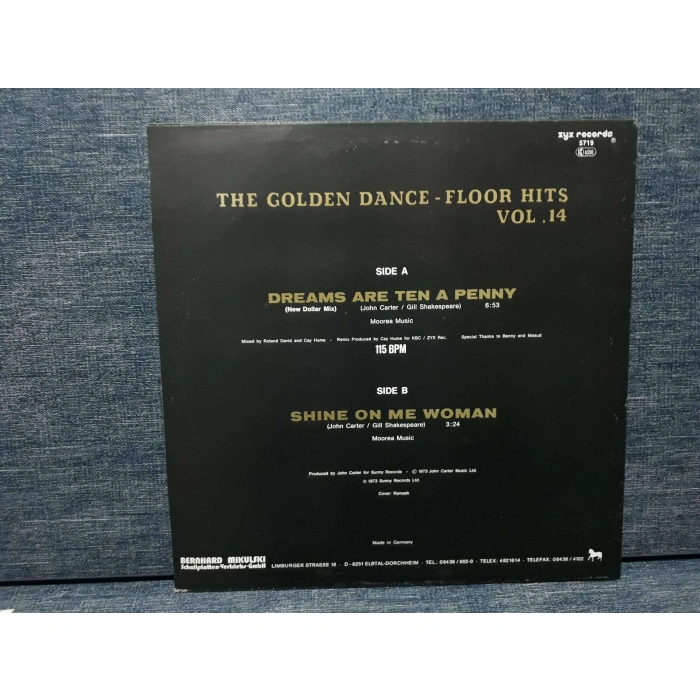 zyx records
5719
LC 6350
®
THE GOLDEN DANCE-FLOOR HITS
VOL .14
SIDE A
DREAMS ARE TEN A PENNY
(New Dollar Mix) (John Carter / Gill Shakespeare) 6:53
Moorea Music
Mixed by Roland David and Cay Hume - Remix Produced by Cay Hume for KBC / ZYX Rec. Special Thanks to Benny and Masud
115 BPM
SIDE B
SHINE ON ME WOMAN
(John Carter / Gill Shakespeare) 3:24
Moorea Music
Produced by John Carter for Sunny Records - © 1973 John Carter Music Ltd.
℗ 1973 Sunny Records Ltd.
Cover: Ramesh
Made in Germany
BERNHARD MIKULSKI
Schallplatten-Vertriebs-GmbH
LIMBURGER STRASSE 18 - D-6251 ELBTAL-DORCHHEIM - TEL.: 06436 / 602-0 - TELEX: 4821614 - TELEFAX: 06436 / 4102